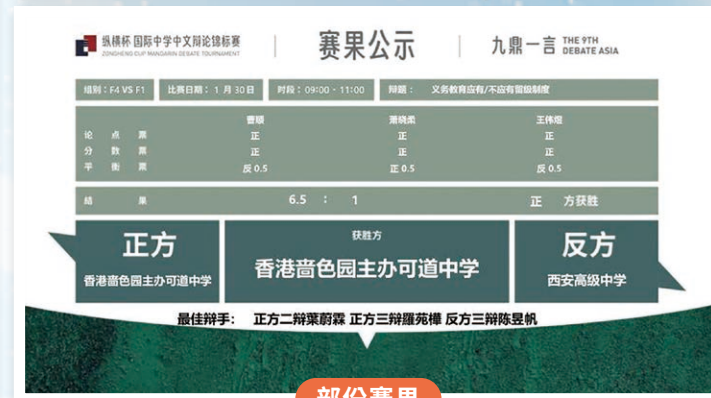 纵横杯 国际中学中文辩论锦标赛
ZONGHENG CUP MANDARIN DEBATE TOURNAMENT
赛果公示
九鼎一言 THE 9TH DEBATE ASIA
组别：F4 VS F1 比赛日期：1 月 30 日 时段：09:00 - 11:00 辩题： 义务教育应有/不应有留级制度
曹顺 萧晓柔 王伟熠
论点票 正 正 正
分数票 正 正 正
平衡票 反 0.5 正 0.5 反 0.5
结果 6.5 : 1 正 方获胜
正方
香港啬色园主办可道中学
获胜方
香港啬色园主办可道中学
反方
西安高级中学
最佳辩手： 正方二辩葉蔚霖 正方三辩羅苑樺 反方三辩陈昱帆
部份賽果